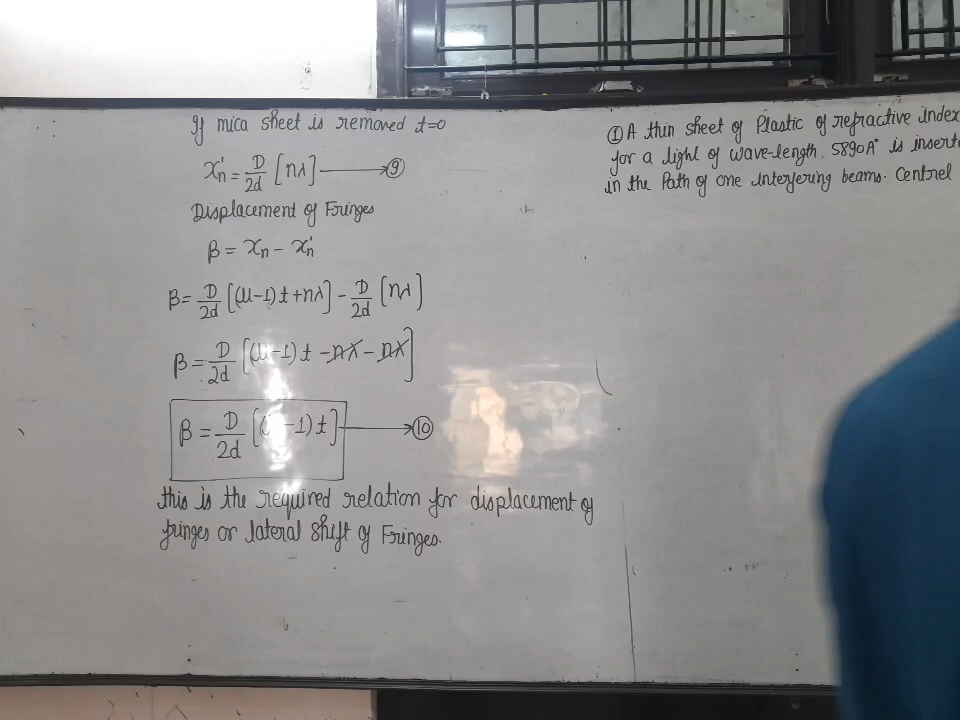 If mica sheet is removed t=0
x'n = D/2d [nλ] → ⑨
Displacement of Fringes
β = xn - x'n
β = D/2d [(μ-1)t + nλ] - D/2d [nλ]
β = D/2d [(μ-1)t - nλ - nλ]
β = D/2d [( -1)t] → ⑩
this is the required relation for displacement of
fringes or lateral shift of Fringes.
① A thin sheet of Plastic of refractive index
for a light of wave-length. 5890A° is insert
in the Path of one interfering beams. Centrel